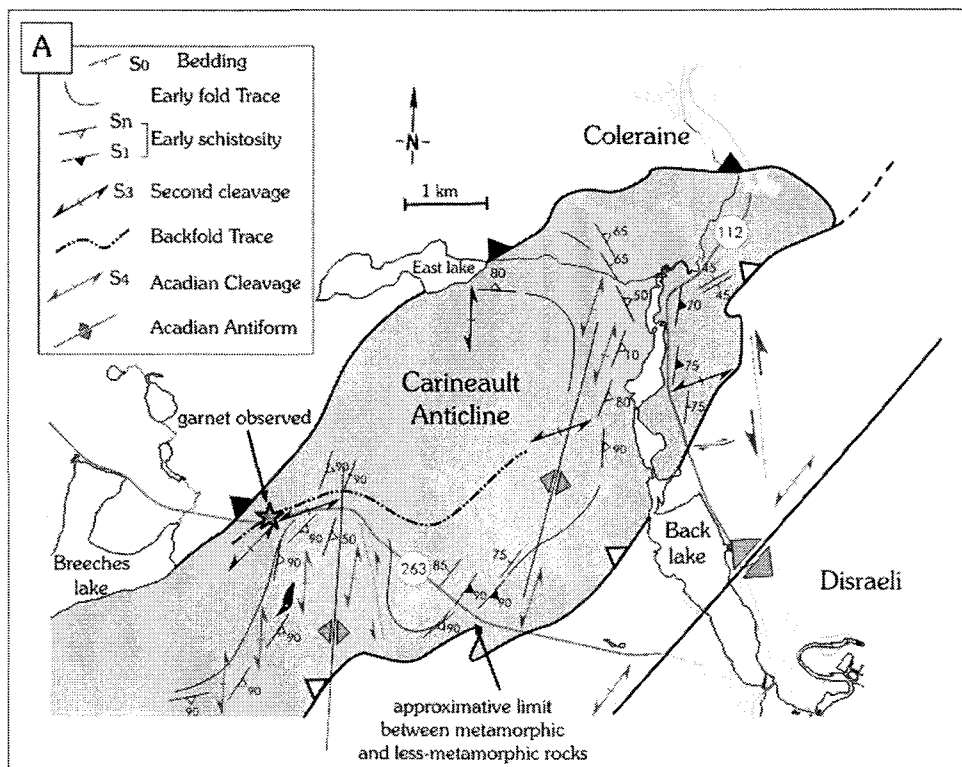 A
S0 Bedding
Early fold Trace
Sn
S1
Early schistosity
S3 Second cleavage
Backfold Trace
S4 Acadian Cleavage
Acadian Antiform
-N-
1 km
Coleraine
112
65
65
East lake
80
50
45
45
70
10
Carineault
Anticline
75
80
75
garnet observed
90
90
90
Breeches
lake
90
50
90
263
85
75
Back
lake
Disraeli
90
90
90
90
90
90
approximative limit
between metamorphic
and less-metamorphic rocks